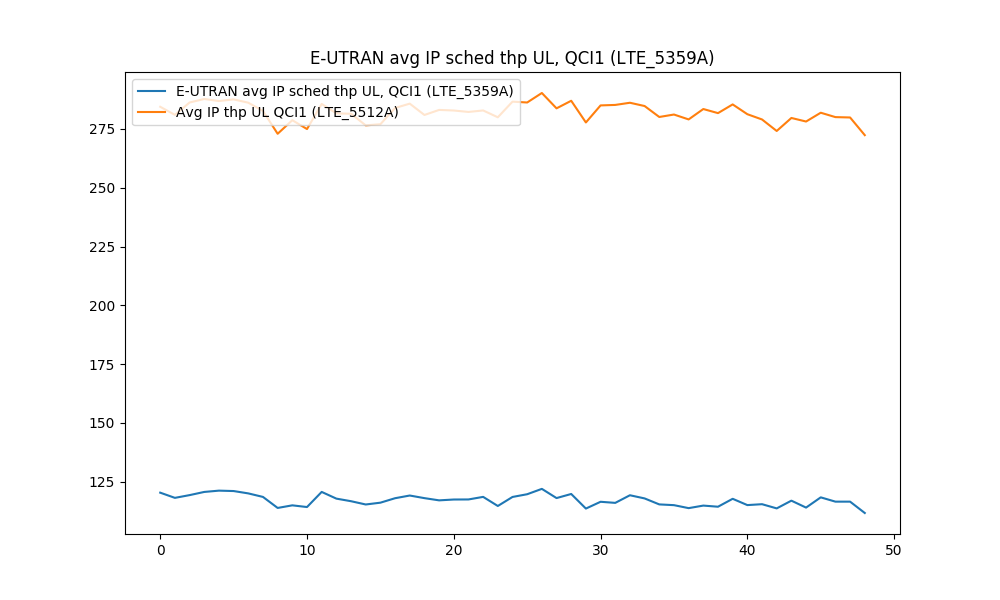 E-UTRAN avg IP sched thp UL, QCI1 (LTE_5359A)
E-UTRAN avg IP sched thp UL, QCI1 (LTE_5359A)
Avg IP thp UL QCI1 (LTE_5512A)
275
250
225
200
175
150
125
0 10 20 30 40 50